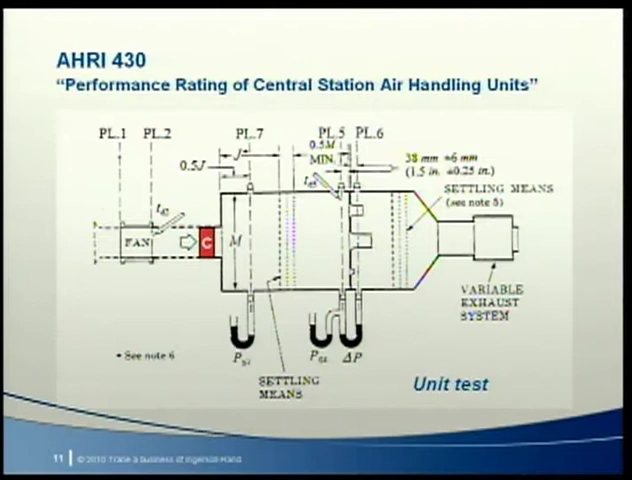 AHRI 430
“Performance Rating of Central Station Air Handling Units”
PL.1 PL.2 PL.7 PL.5 PL.6
0.5M
MIN.
J
0.5J
38 mm ±6 mm
(1.5 in. ±0.25 in.)
SETTLING MEANS
(see note 5)
FAN
C
M
VARIABLE
EXHAUST
SYSTEM
ΔP
• See note 6
SETTLING
MEANS
Unit test
11 © 2010 Trane a business of Ingersoll-Rand